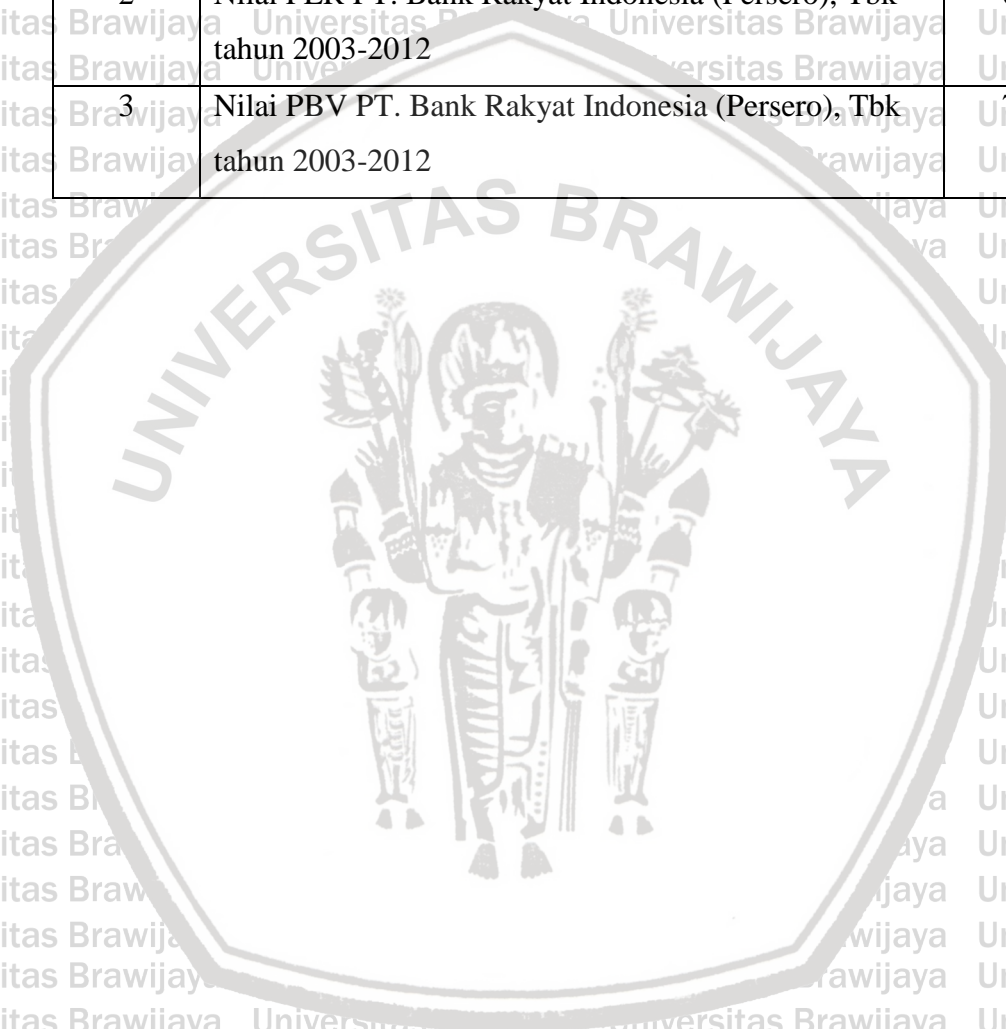 2 Nilai PER PT. Bank Rakyat Indonesia (Persero), Tbk
tahun 2003-2012
3 Nilai PBV PT. Bank Rakyat Indonesia (Persero), Tbk
tahun 2003-2012
UNIVERSITAS BRAWIJAYA